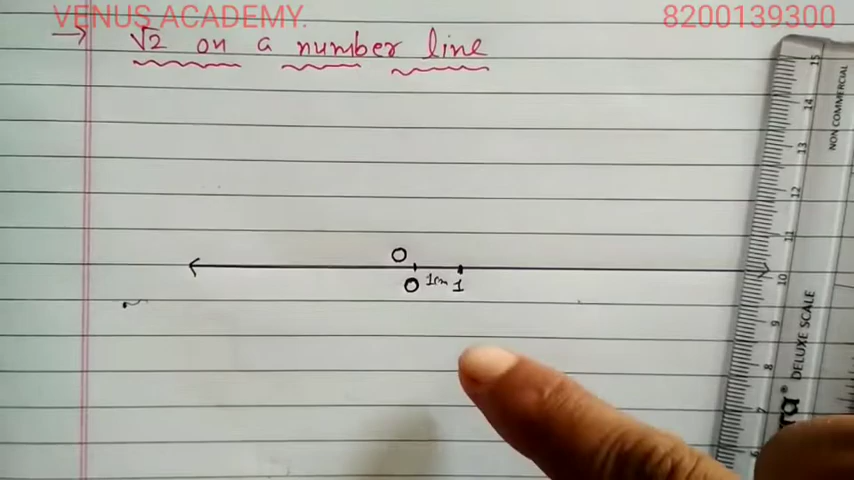 VENUS ACADEMY. 8200139300
→ √2 on a number line
O
O 1cm 1
15
14
13
12
11
10
9
8
7
6
NON COMMERCIAL
DELUXE SCALE